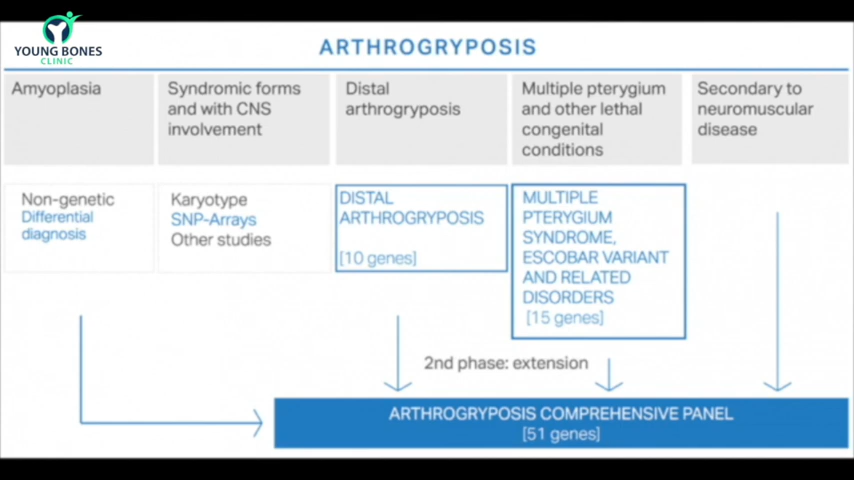 YOUNG BONES
CLINIC
ARTHROGRYPOSIS
Amyoplasia
Syndromic forms
and with CNS
involvement
Distal
arthrogryposis
Multiple pterygium
and other lethal
congenital
conditions
Secondary to
neuromuscular
disease
Non-genetic
Differential
diagnosis
Karyotype
SNP-Arrays
Other studies
DISTAL
ARTHROGRYPOSIS
[10 genes]
MULTIPLE
PTERYGIUM
SYNDROME,
ESCOBAR VARIANT
AND RELATED
DISORDERS
[15 genes]
2nd phase: extension
ARTHROGRYPOSIS COMPREHENSIVE PANEL
[51 genes]